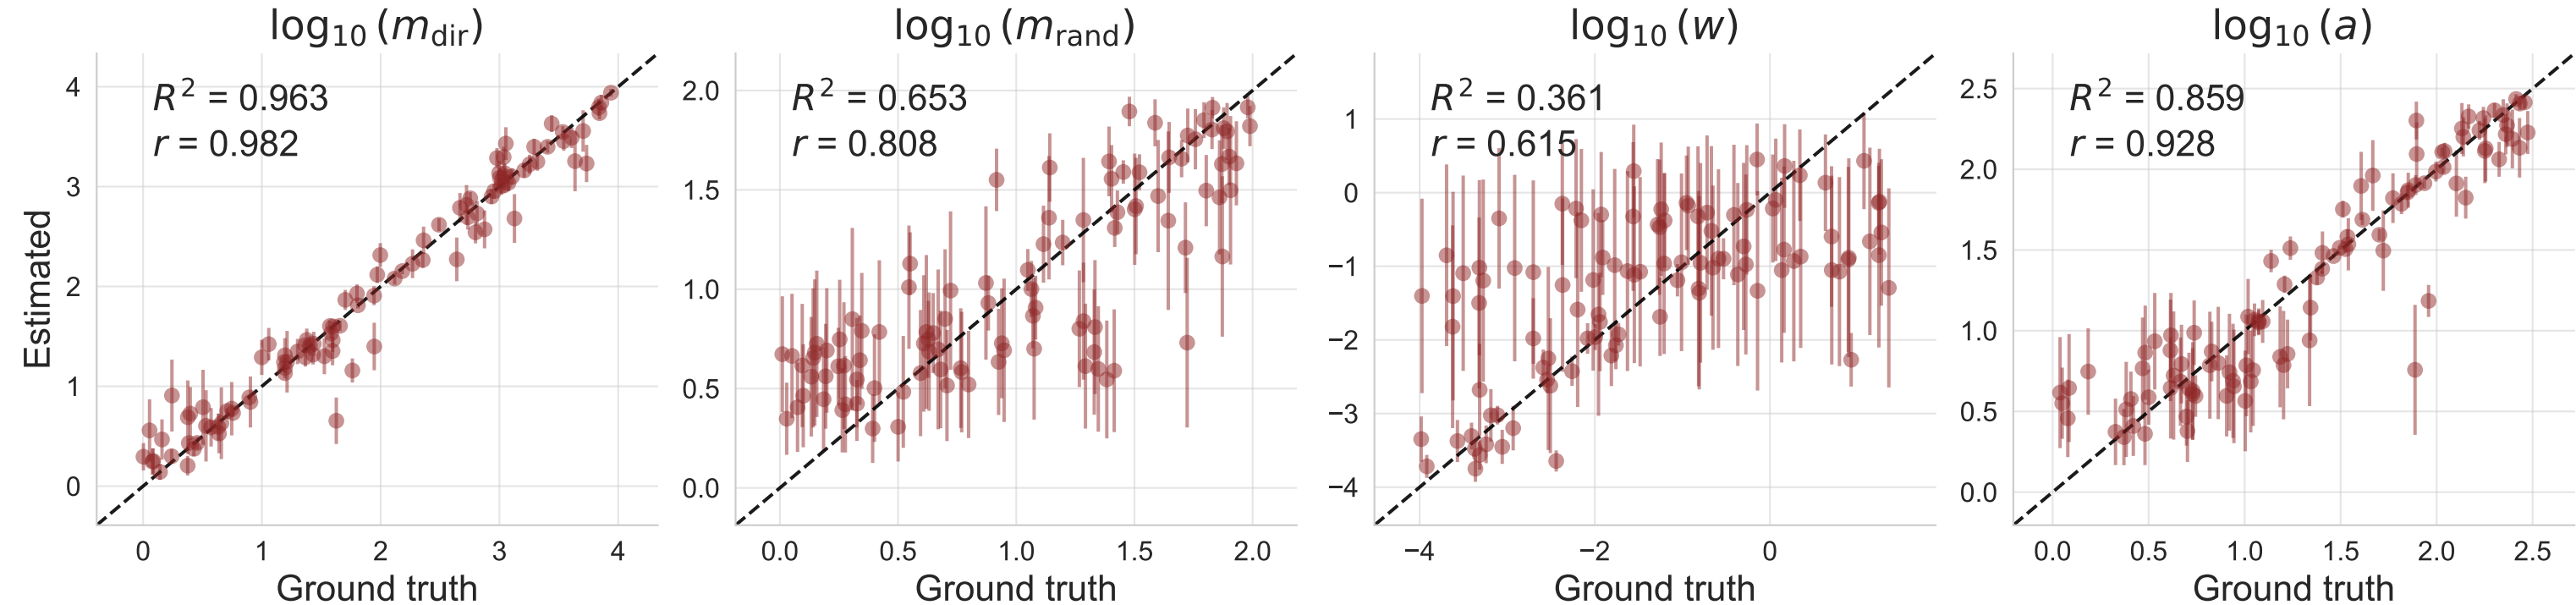 log₁₀ (m_dir)
R² = 0.963
r = 0.982
4
3
2
1
0
Estimated
0 1 2 3 4
Ground truth
log₁₀ (m_rand)
R² = 0.653
r = 0.808
2.0
1.5
1.0
0.5
0.0
0.0 0.5 1.0 1.5 2.0
Ground truth
log₁₀ (w)
R² = 0.361
r = 0.615
1
0
−1
−2
−3
−4
−4 −2 0
Ground truth
log₁₀ (a)
R² = 0.859
r = 0.928
2.5
2.0
1.5
1.0
0.5
0.0
0.0 0.5 1.0 1.5 2.0 2.5
Ground truth